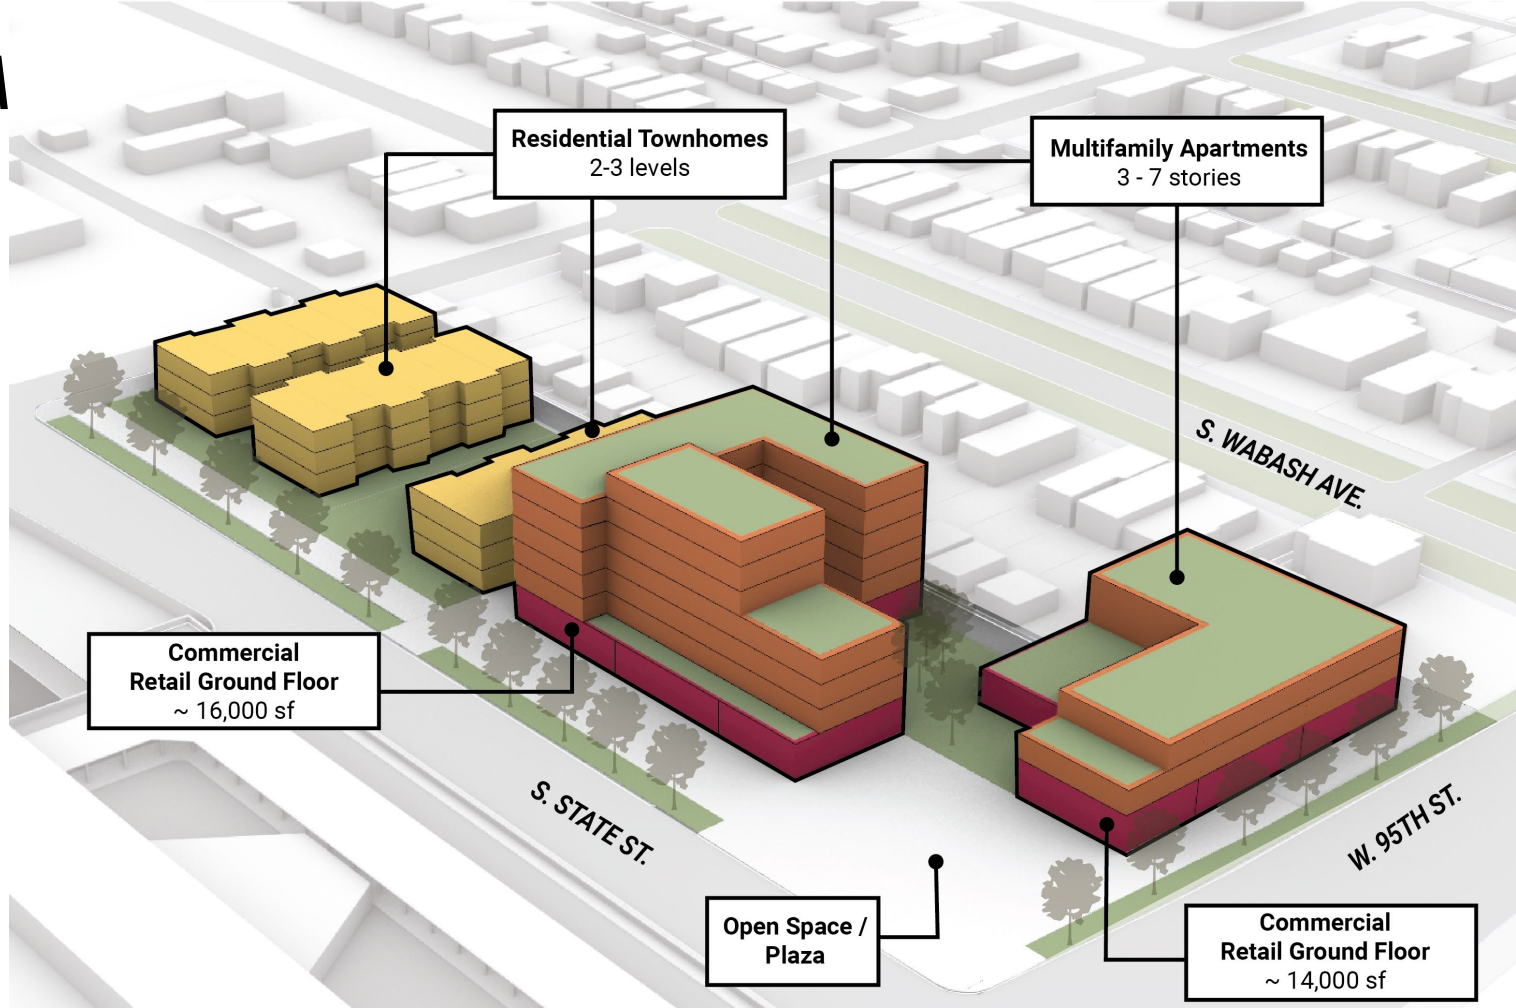 Residential Townhomes
2-3 levels
Multifamily Apartments
3 - 7 stories
S. WABASH AVE.
Commercial
Retail Ground Floor
~ 16,000 sf
S. STATE ST.
W. 95TH ST.
Open Space /
Plaza
Commercial
Retail Ground Floor
~ 14,000 sf